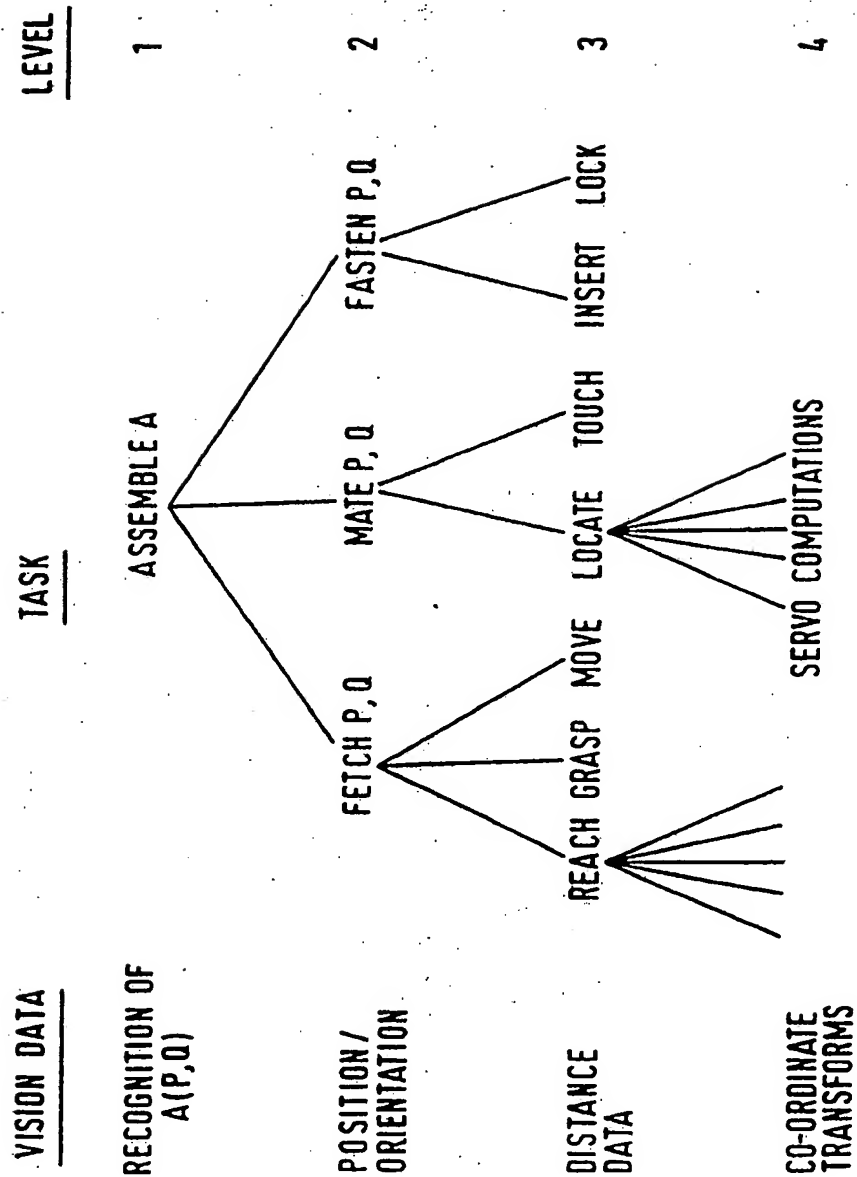 VISION DATA TASK LEVEL
RECOGNITION OF
A(P,Q)
ASSEMBLE A 1
POSITION /
ORIENTATION
FETCH P, Q MATE P, Q FASTEN P, Q 2
DISTANCE
DATA
REACH GRASP MOVE LOCATE TOUCH INSERT LOCK 3
CO-ORDINATE
TRANSFORMS
SERVO COMPUTATIONS 4